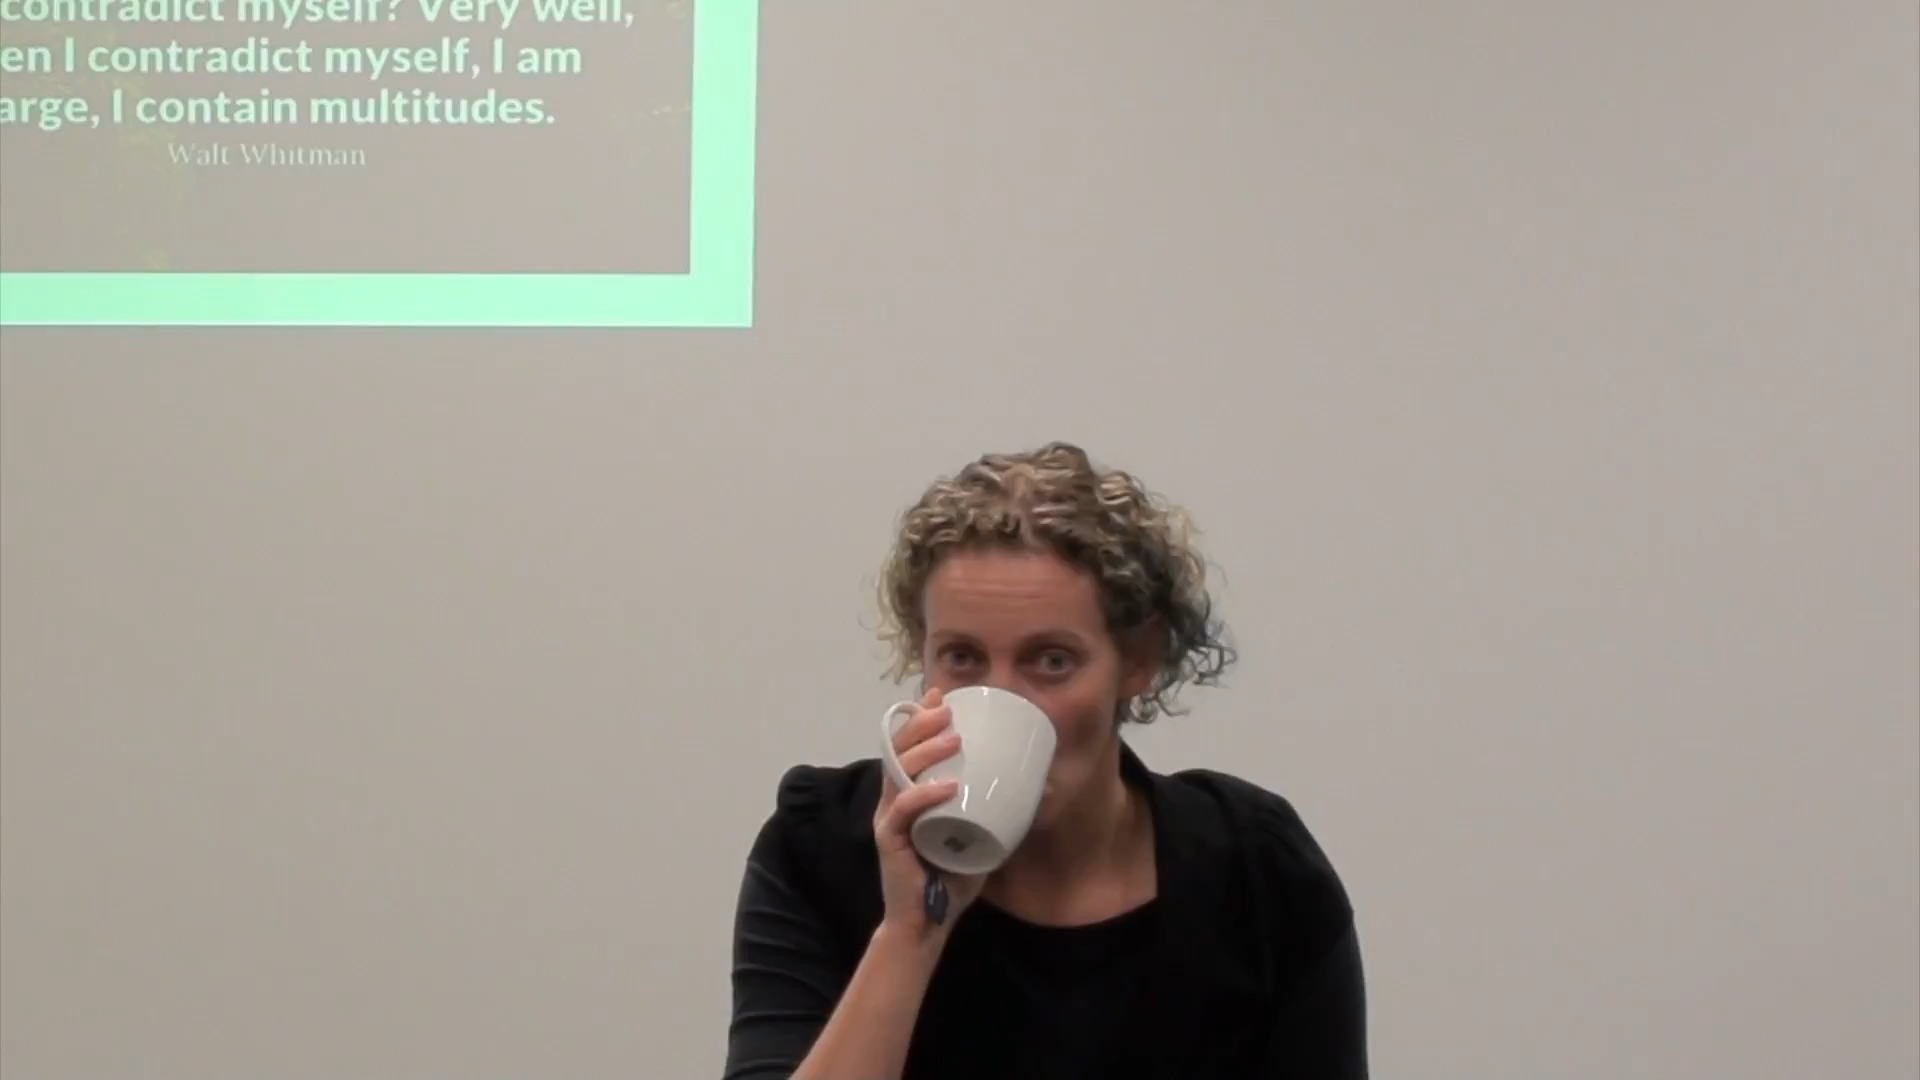 contradict myself? Very well,
en I contradict myself, I am
arge, I contain multitudes.
Walt Whitman